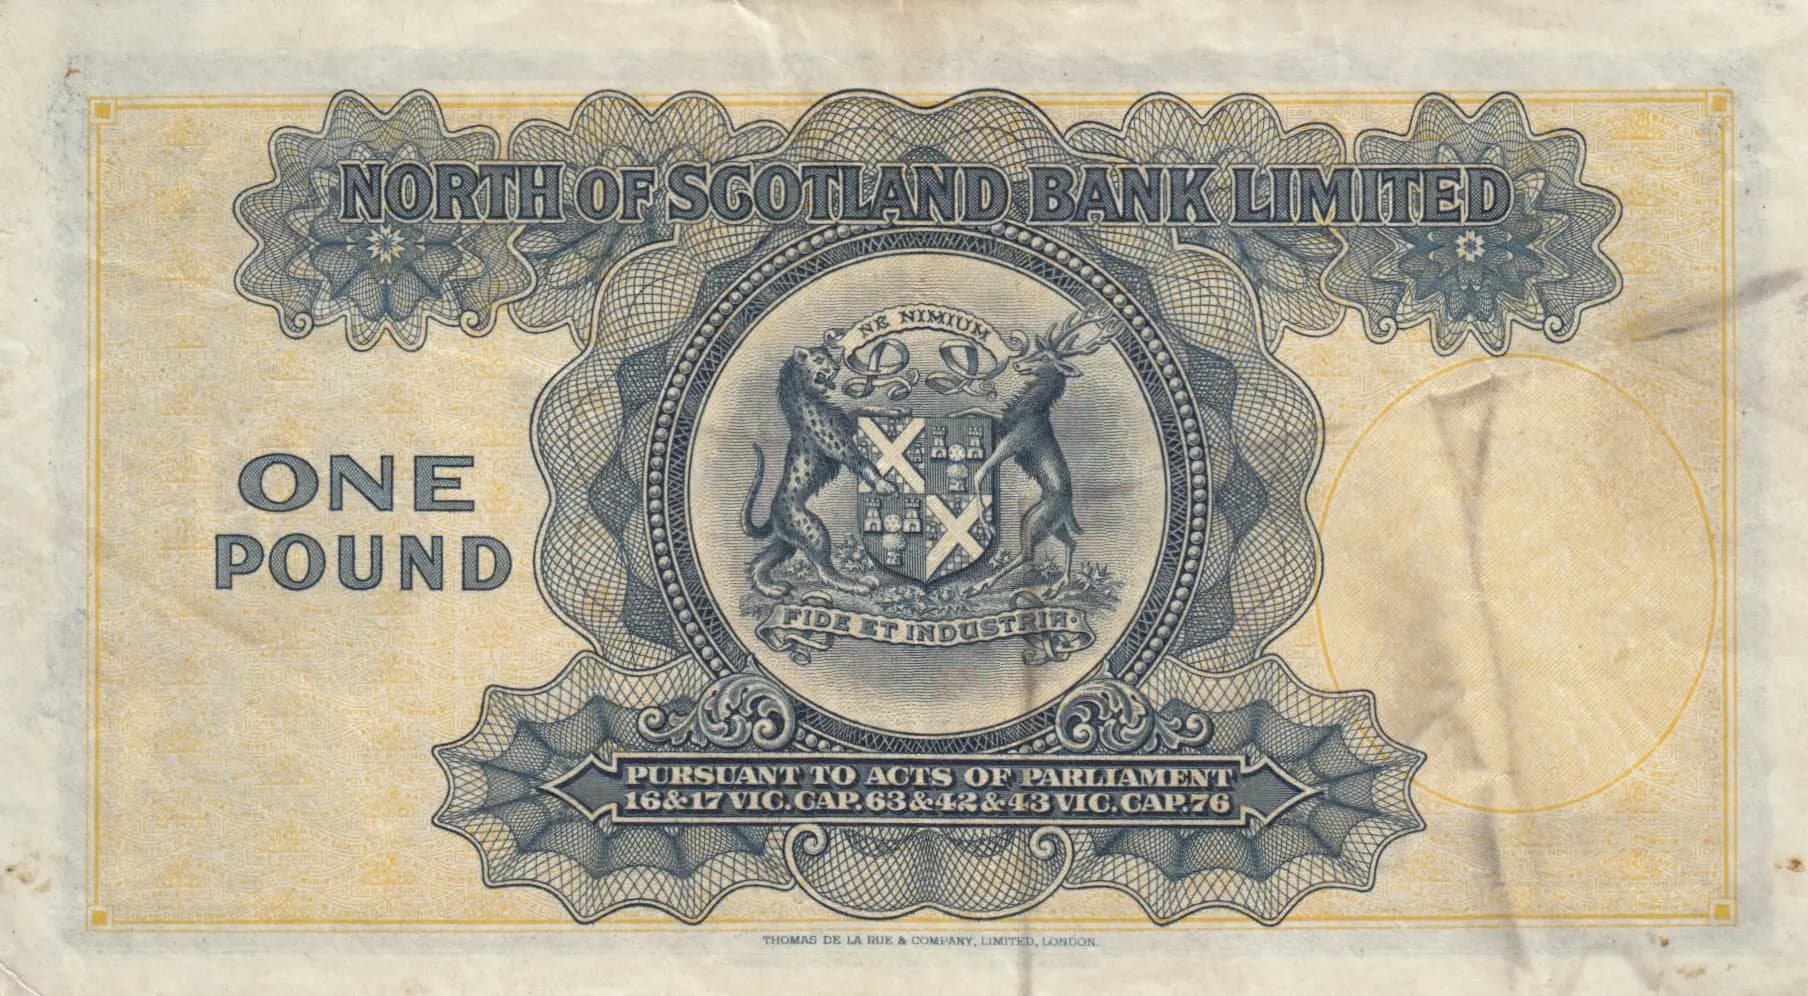 NORTH OF SCOTLAND BANK LIMITED
NE NIMIUM
ONE
POUND
FIDE ET INDUSTRIA·
PURSUANT TO ACTS OF PARLIAMENT
16&17 VIC. CAP. 63 & 42 & 43 VIC. CAP. 76
THOMAS DE LA RUE & COMPANY, LIMITED, LONDON.